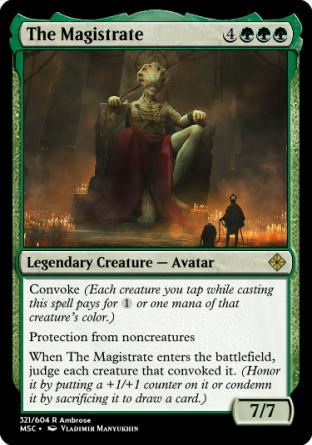 The Magistrate 4
Legendary Creature — Avatar
Convoke (Each creature you tap while casting
this spell pays for 1 or one mana of that
creature's color.)
Protection from noncreatures
When The Magistrate enters the battlefield,
judge each creature that convoked it. (Honor
it by putting a +1/+1 counter on it or condemn
it by sacrificing it to draw a card.)
7/7
321/604 R Ambrose
MSC • Vladimir Manyukhin